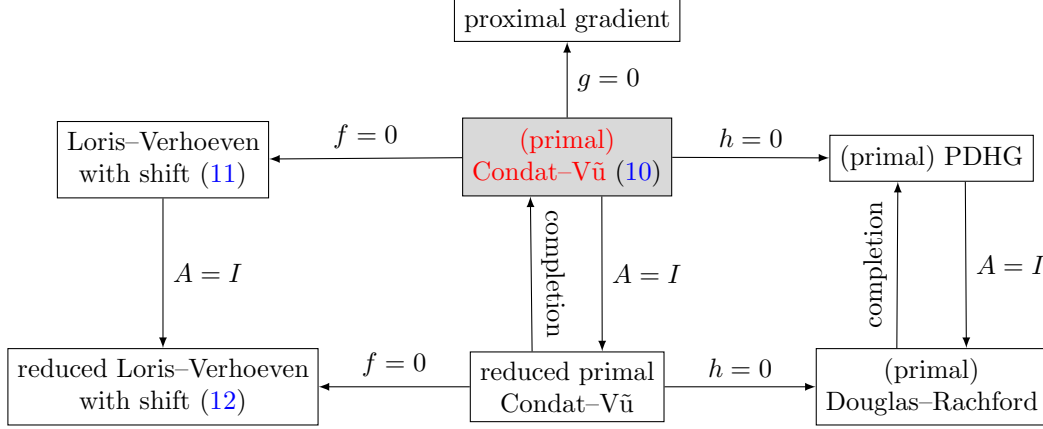 proximal gradient
g = 0
Loris–Verhoeven
with shift (11)
f = 0
(primal)
Condat–Vũ (10)
h = 0
(primal) PDHG
A = I
completion
A = I
completion
A = I
reduced Loris–Verhoeven
with shift (12)
f = 0
reduced primal
Condat–Vũ
h = 0
(primal)
Douglas–Rachford